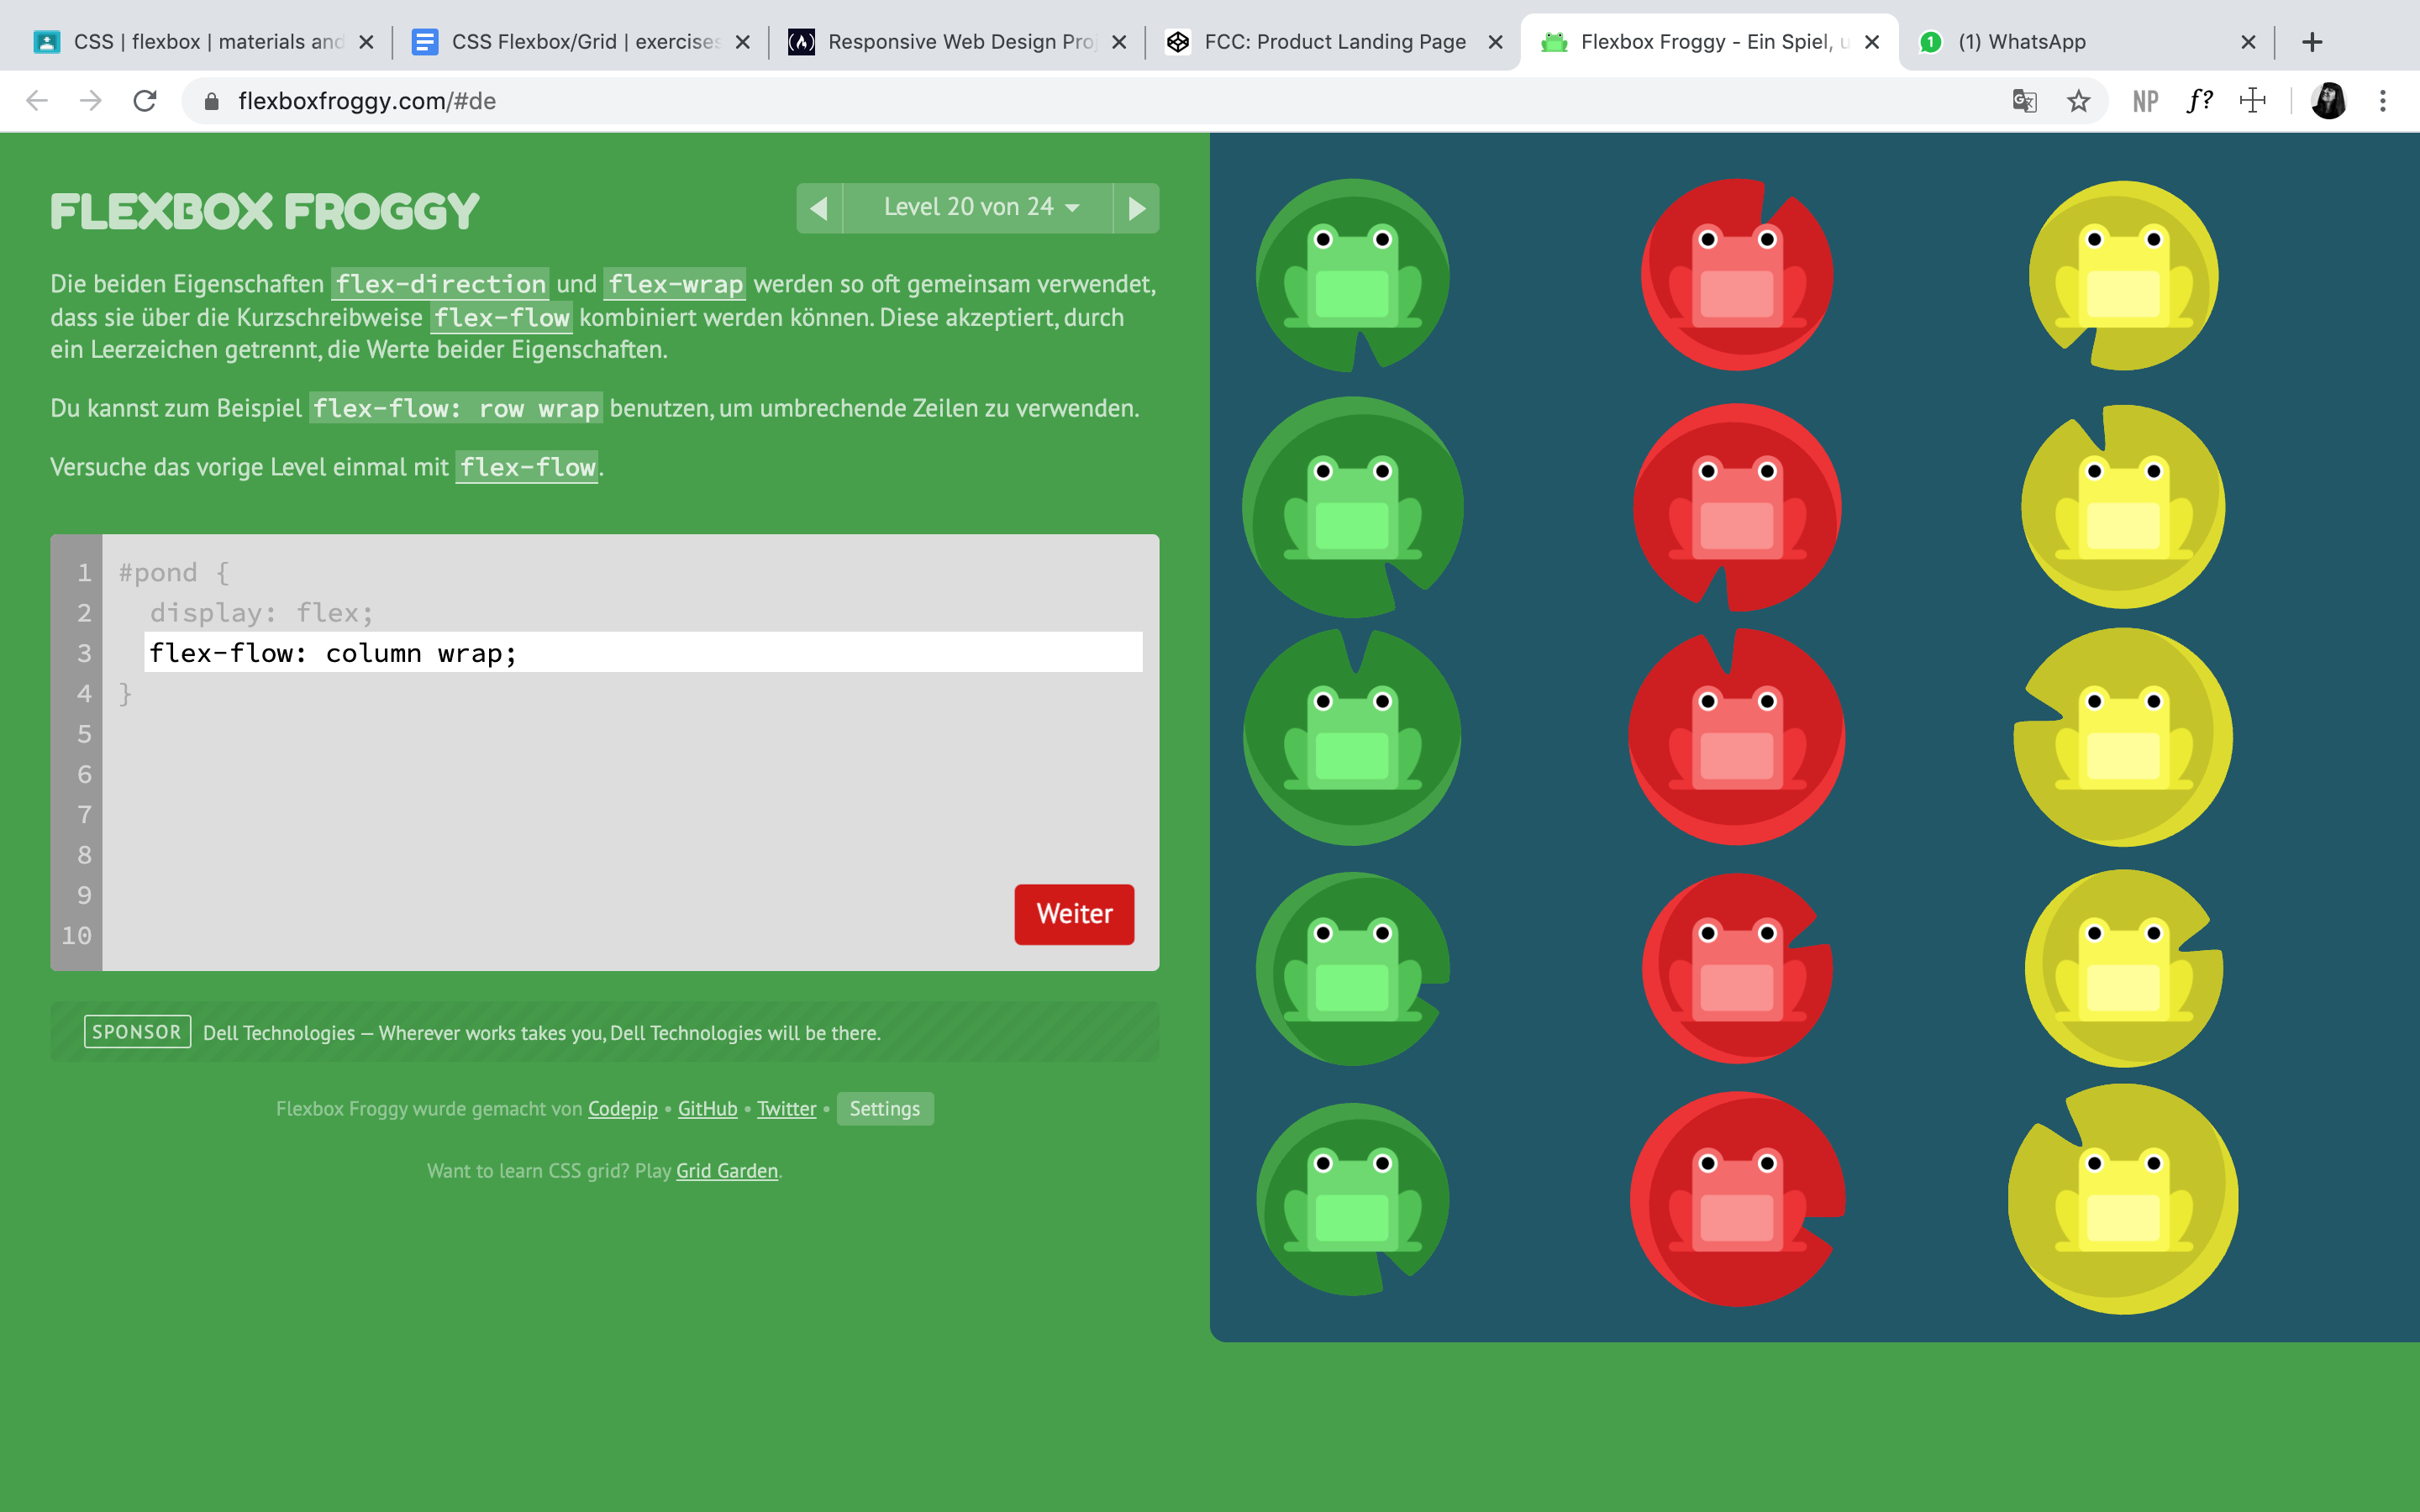 CSS | flexbox | materials and
CSS Flexbox/Grid | exercises
Responsive Web Design Proj
FCC: Product Landing Page
Flexbox Froggy - Ein Spiel, u
1
(1) WhatsApp
flexboxfroggy.com/#de
NP
f?
FLEXBOX FROGGY
Level 20 von 24
Die beiden Eigenschaften flex-direction und flex-wrap werden so oft gemeinsam verwendet,
dass sie über die Kurzschreibweise flex-flow kombiniert werden können. Diese akzeptiert, durch
ein Leerzeichen getrennt, die Werte beider Eigenschaften.
Du kannst zum Beispiel flex-flow: row wrap benutzen, um umbrechende Zeilen zu verwenden.
Versuche das vorige Level einmal mit flex-flow.
1 #pond {
2 display: flex;
3 flex-flow: column wrap;
4 }
5
6
7
8
9
10
Weiter
SPONSOR Dell Technologies — Wherever works takes you, Dell Technologies will be there.
Flexbox Froggy wurde gemacht von Codepip • GitHub • Twitter • Settings
Want to learn CSS grid? Play Grid Garden.